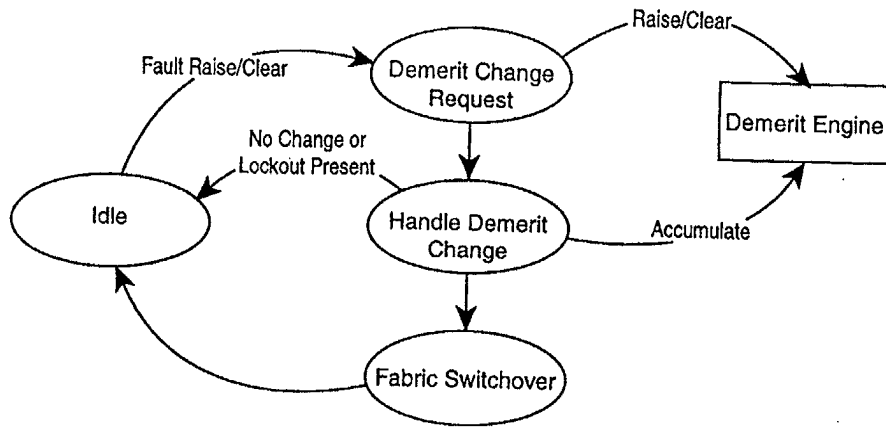 Raise/Clear
Fault Raise/Clear
Demerit Change
Request
Demerit Engine
No Change or
Lockout Present
Idle
Handle Demerit
Change
Accumulate
Fabric Switchover